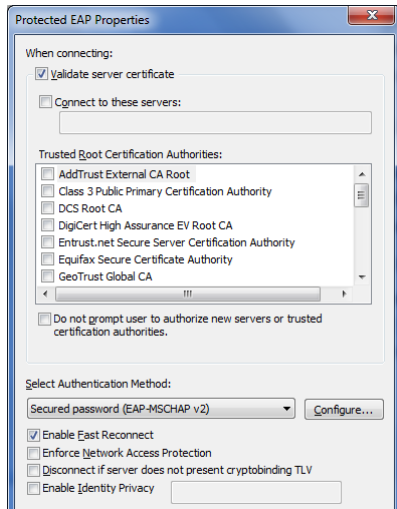 Protected EAP Properties
When connecting:
Validate server certificate
Connect to these servers:
Trusted Root Certification Authorities:
AddTrust External CA Root
Class 3 Public Primary Certification Authority
DCS Root CA
DigiCert High Assurance EV Root CA
Entrust.net Secure Server Certification Authority
Equifax Secure Certificate Authority
GeoTrust Global CA
Do not prompt user to authorize new servers or trusted
certification authorities.
Select Authentication Method:
Secured password (EAP-MSCHAP v2) Configure...
Enable Fast Reconnect
Enforce Network Access Protection
Disconnect if server does not present cryptobinding TLV
Enable Identity Privacy